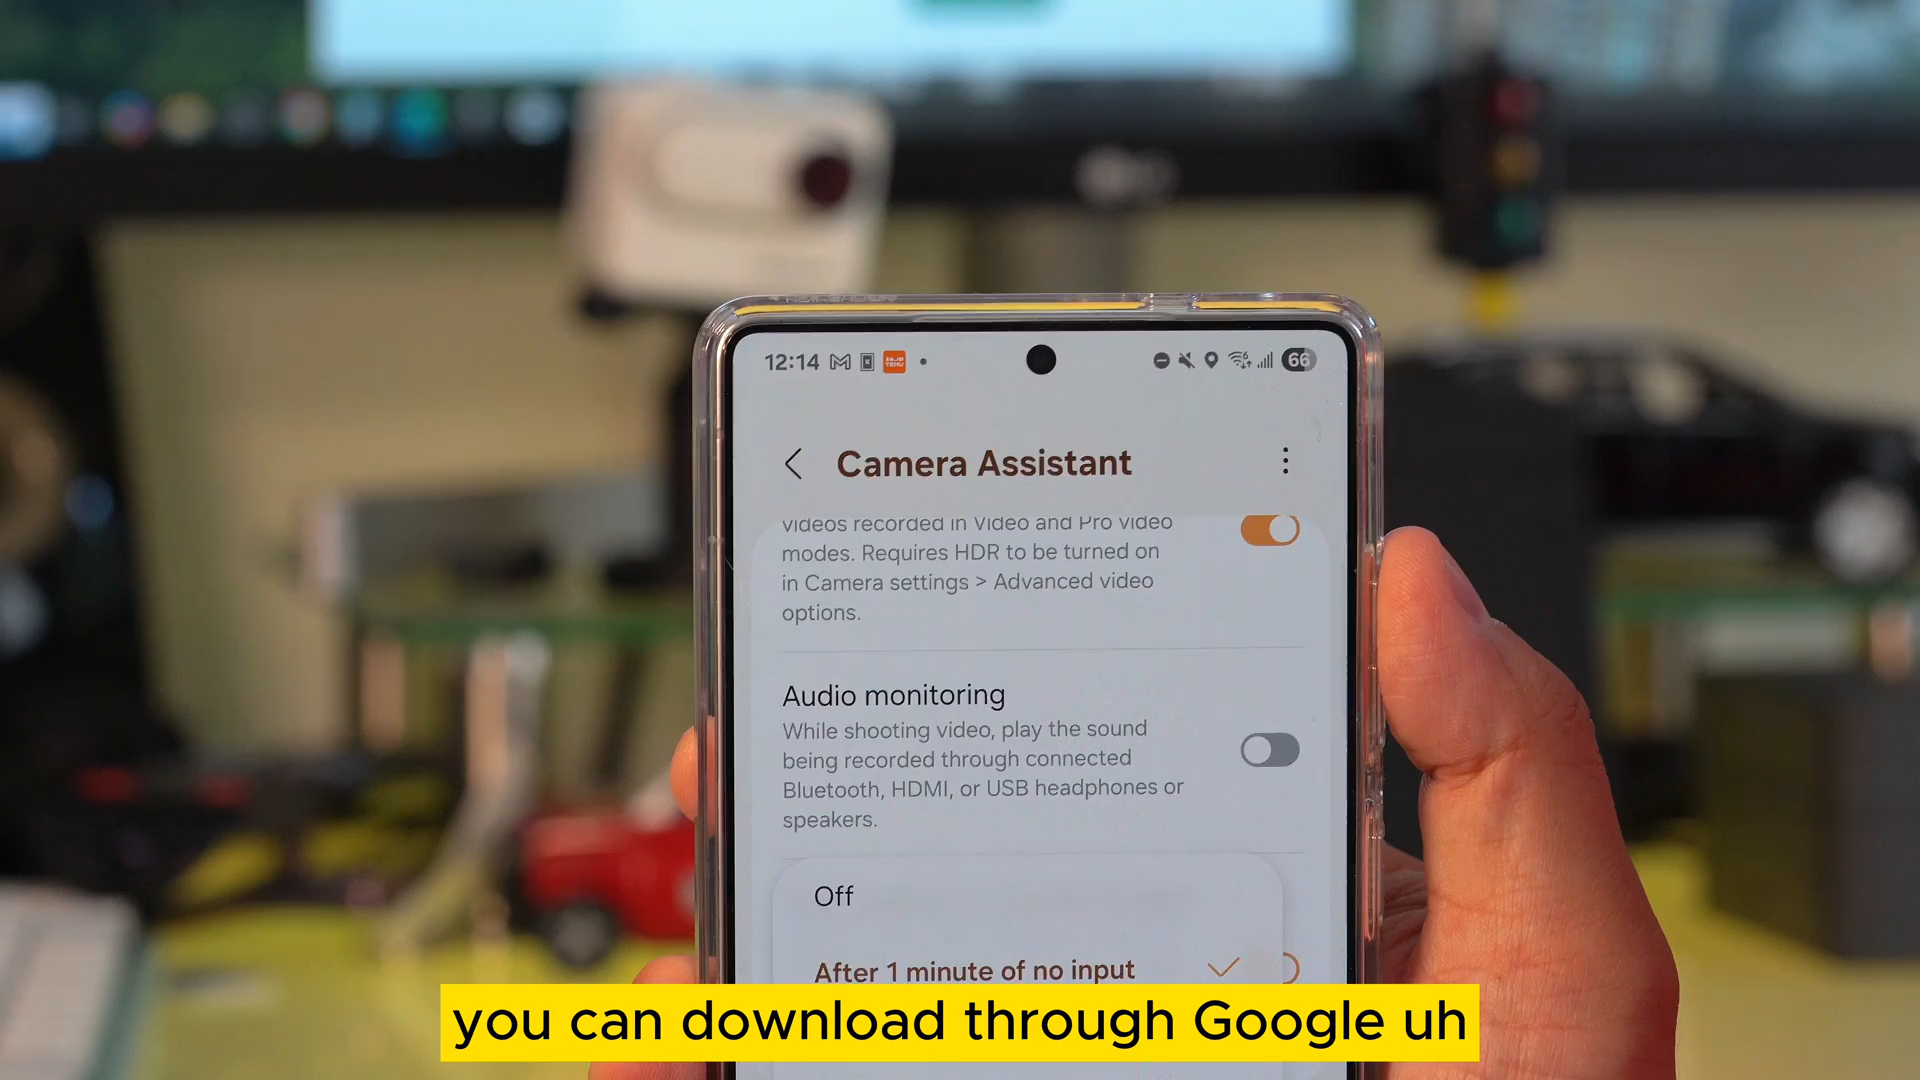 12:14
66
Camera Assistant
videos recorded in Video and Pro video
modes. Requires HDR to be turned on
in Camera settings > Advanced video
options.
Audio monitoring
While shooting video, play the sound
being recorded through connected
Bluetooth, HDMI, or USB headphones or
speakers.
Off
After 1 minute of no input
you can download through Google uh